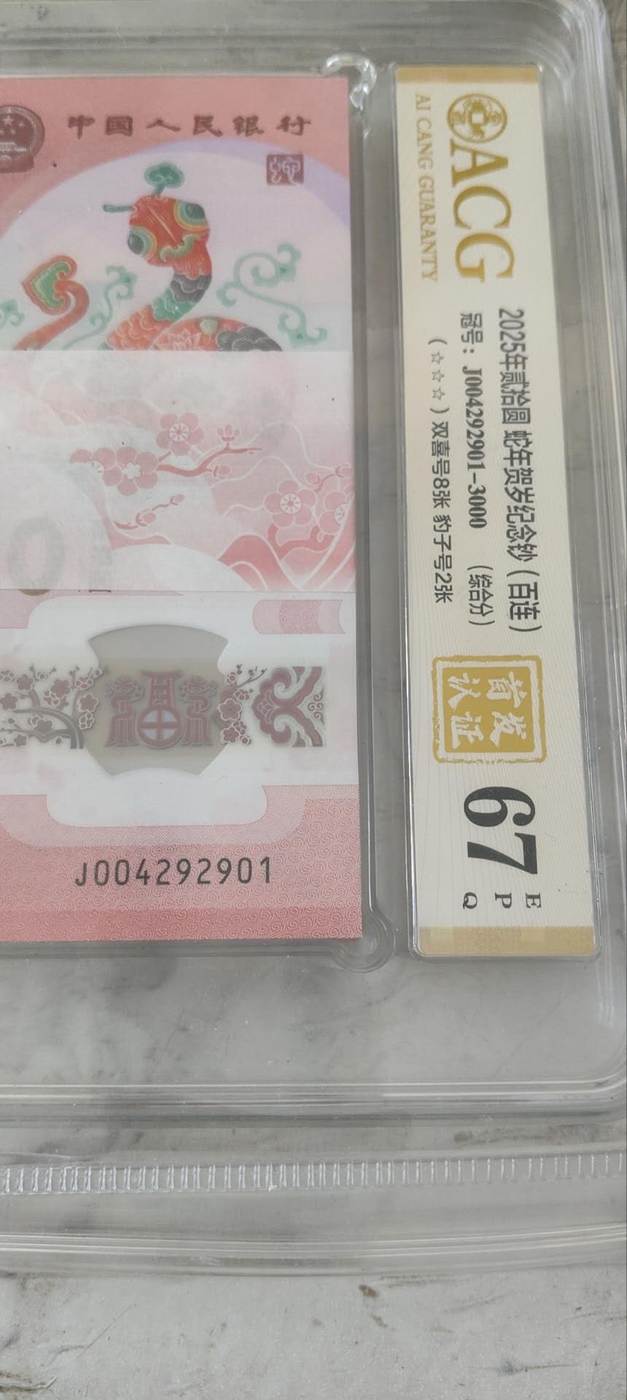 中国人民银行
J004292901
ACG
AI CANG GUARANTY
2025年贰拾圆 蛇年贺岁纪念钞（百连）
冠号：J004292901-3000 （综合分）
（☆☆☆）双喜号8张 豹子号2张
首发
认证
67
E
P
Q